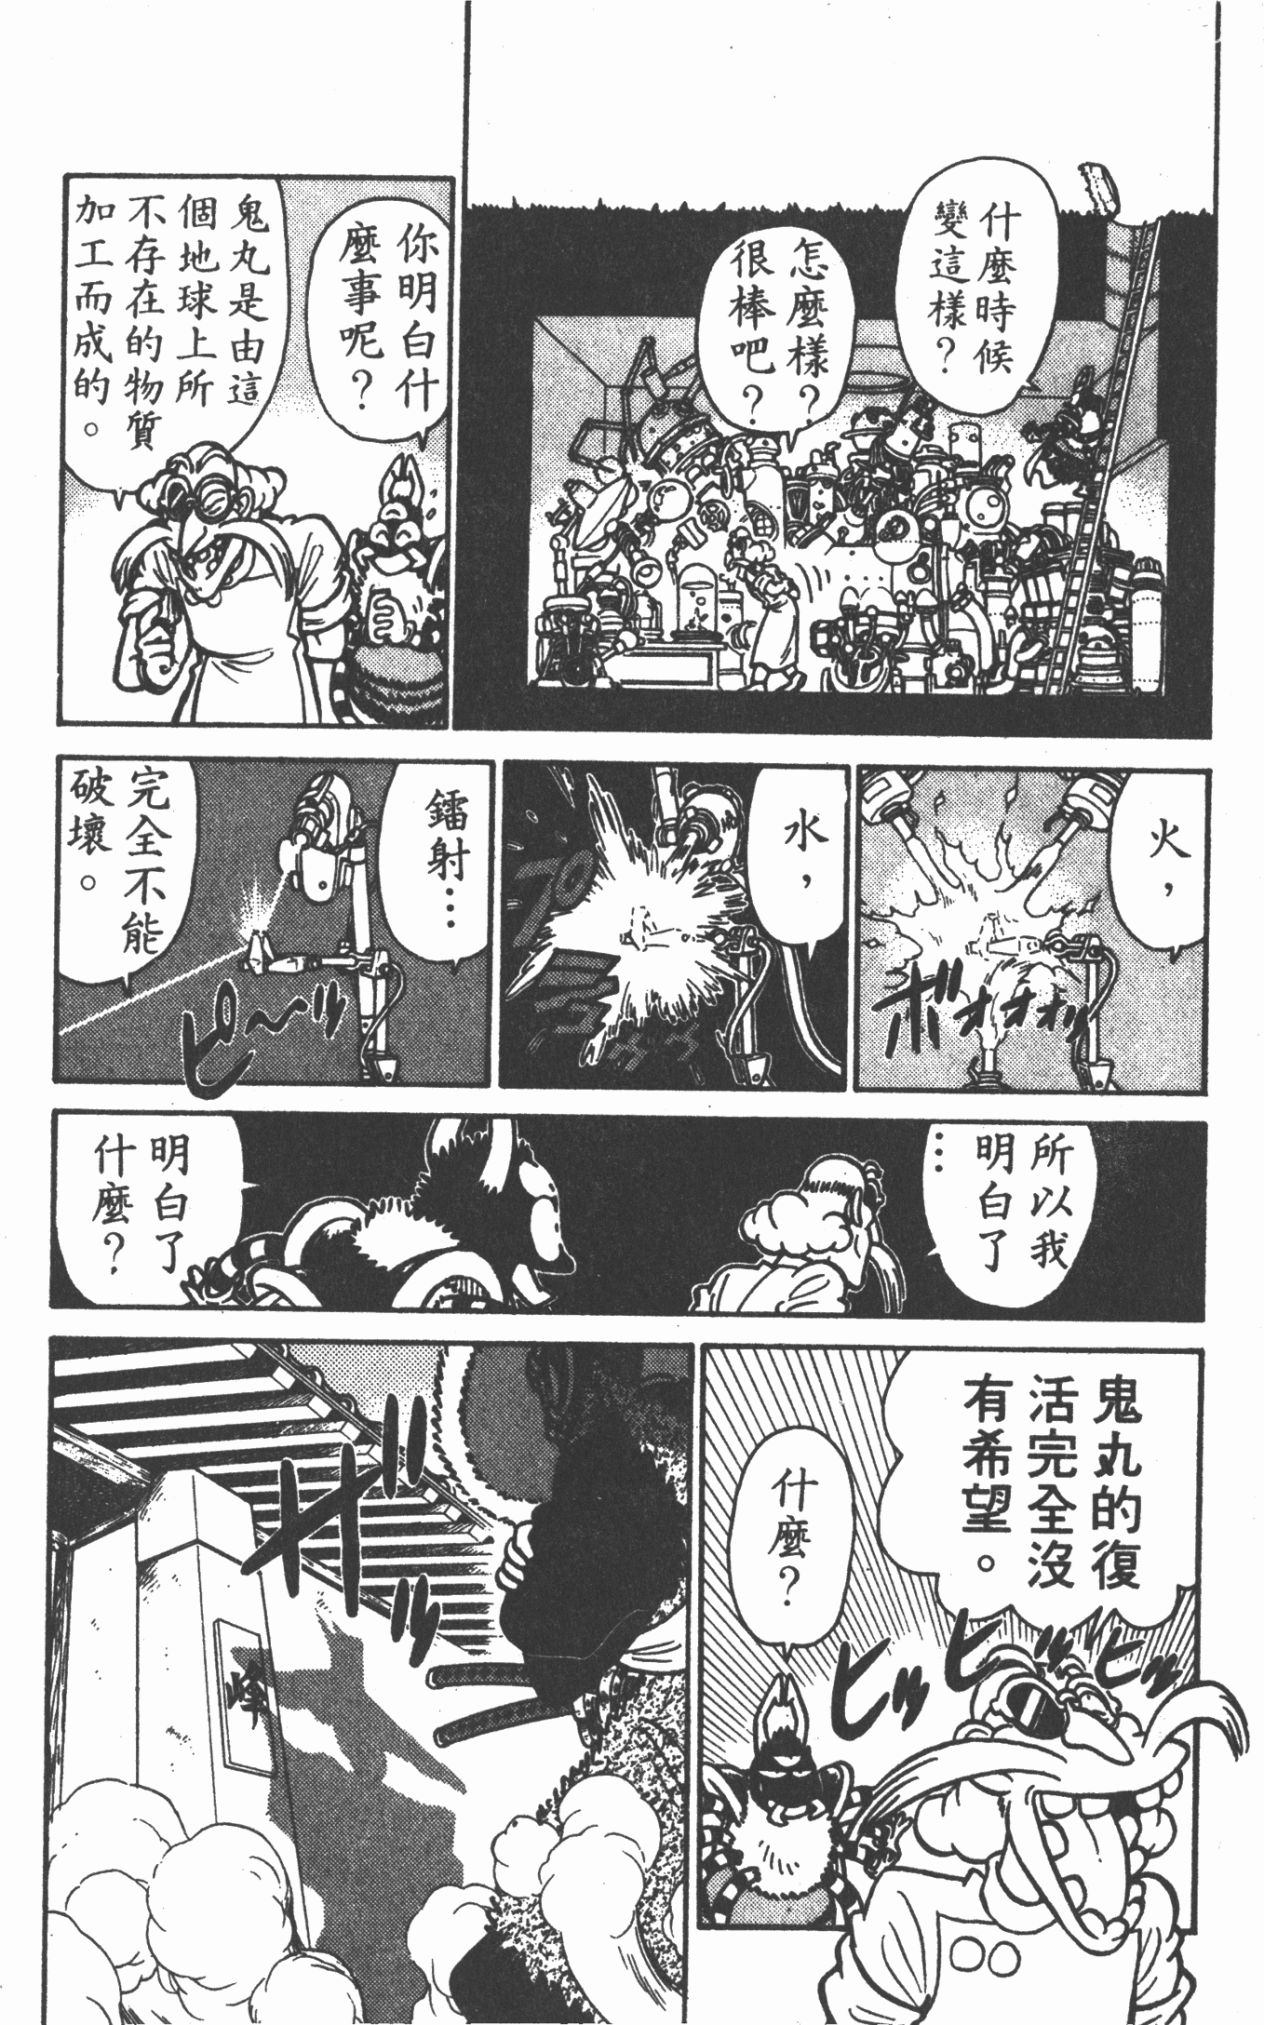 什麼時候
變這樣？
怎麼樣？
很棒吧？
你明白什
麼事呢？
鬼丸是由這
個地球上所
不存在的物質
加工而成的。
火，
ボオオオッ
水，
鐳射…
ピ～ッ
完全不能
破壞。
所以我
明白了
…
明白了
什麼？
鬼丸的復
活完全沒
有希望。
什麼？
ヒッヒッヒッ
ザザッ
峰